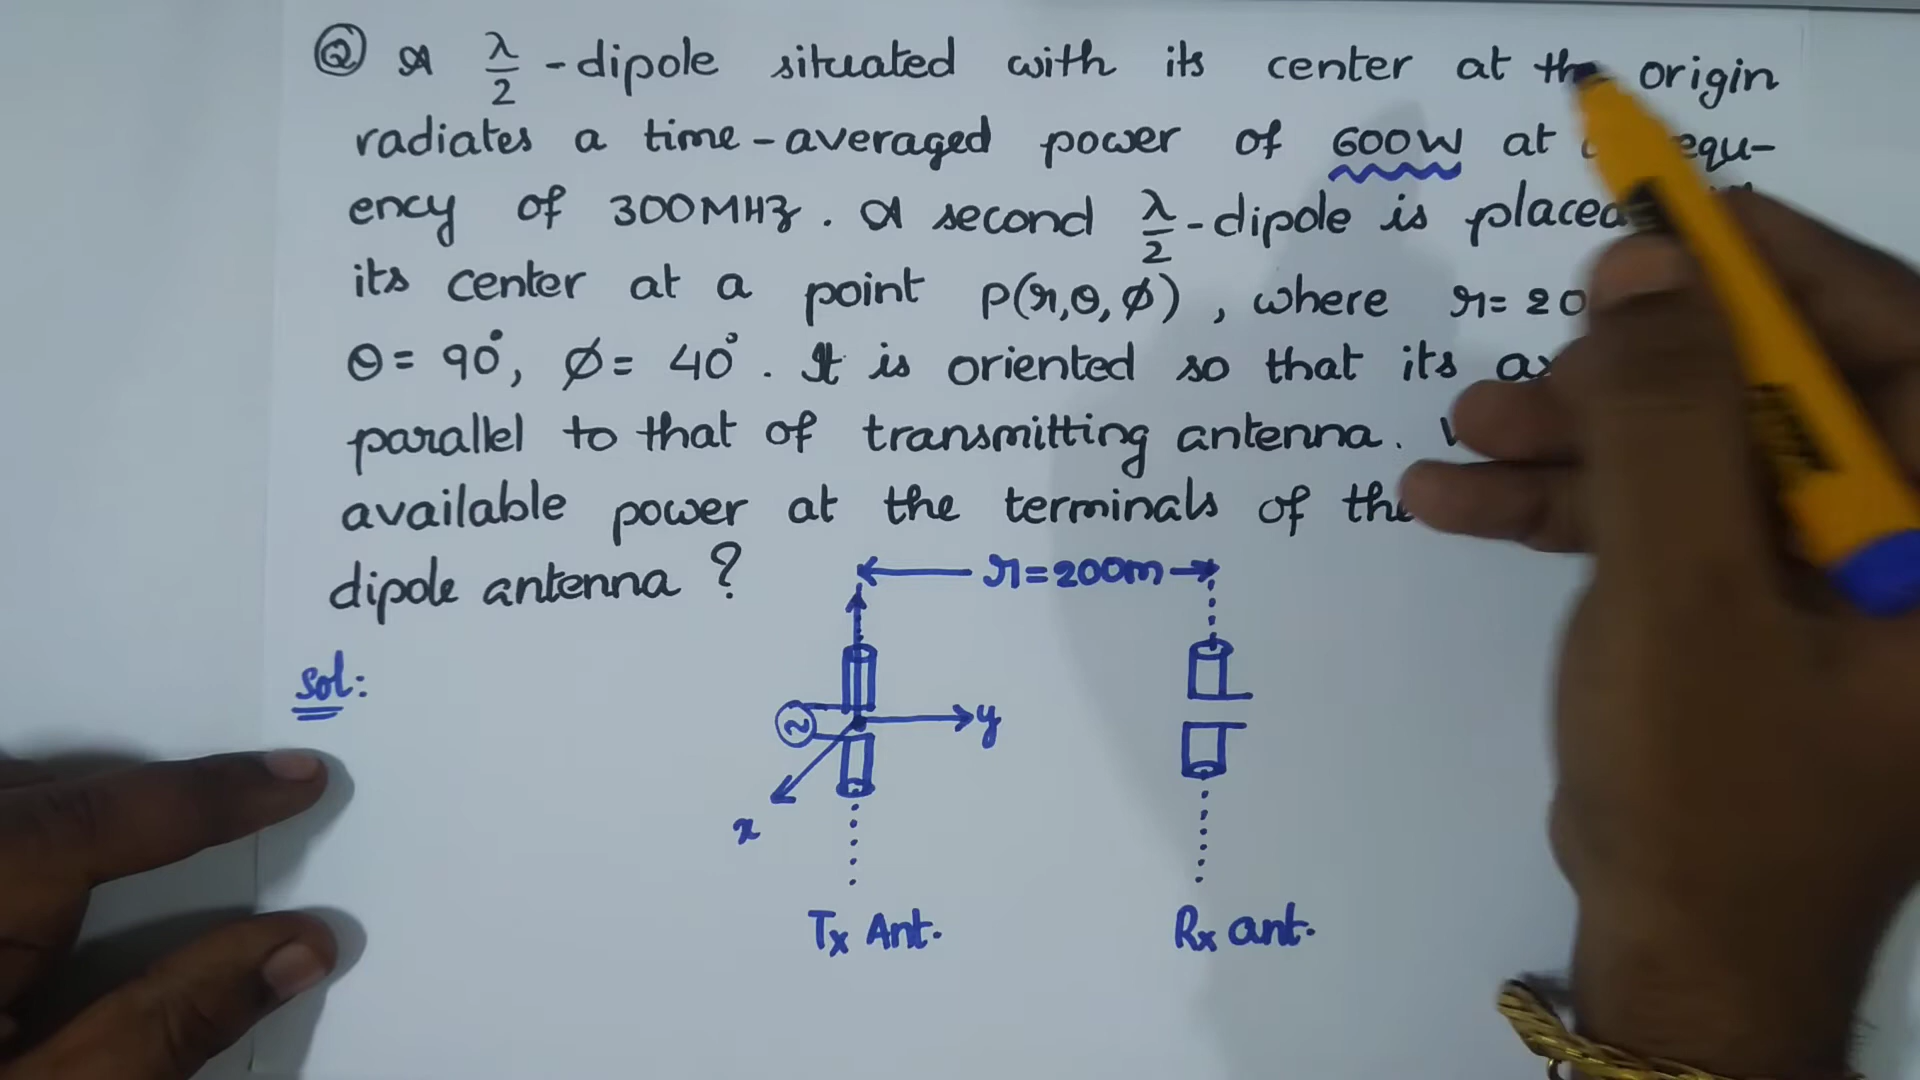 Q A λ/2 - dipole situated with its center at the origin
radiates a time-averaged power of 600W at equ-
ency of 300MHz. A second λ/2 - dipole is placed
its center at a point P(r,θ,ϕ), where r= 20
θ= 90°, ϕ= 40°. It is oriented so that its
parallel to that of transmitting antenna.
available power at the terminals of the
dipole antenna ?
r=200m
Sol:
~
y
x
Tx Ant.
Rx ant.